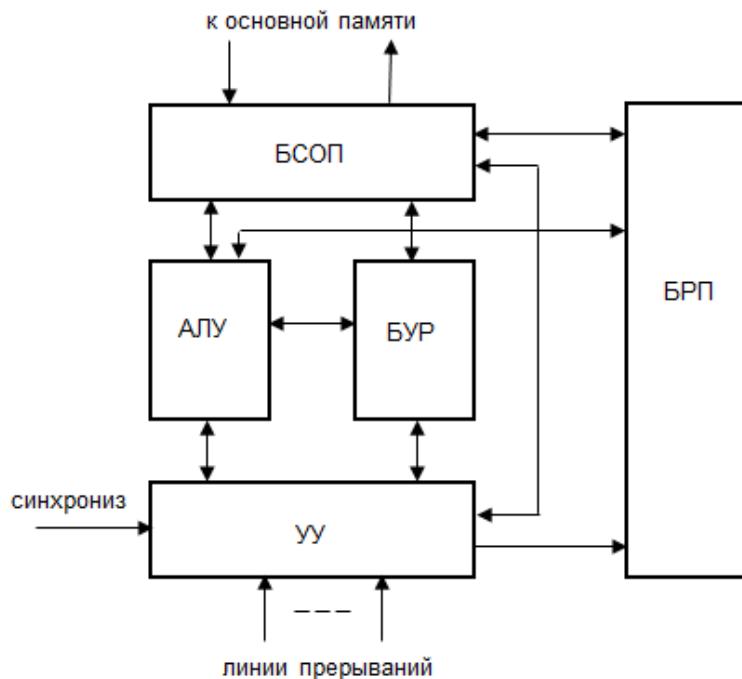 к основной памяти
БСОП
АЛУ
БУР
БРП
синхрониз
УУ
линии прерываний